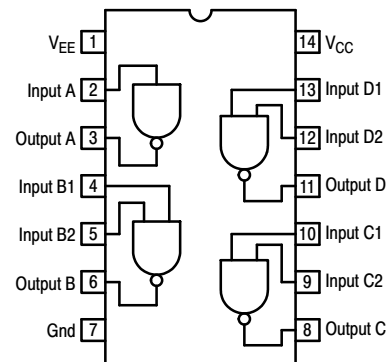 VEE 1
Input A 2
Output A 3
Input B1 4
Input B2 5
Output B 6
Gnd 7
14 VCC
13 Input D1
12 Input D2
11 Output D
10 Input C1
9 Input C2
8 Output C